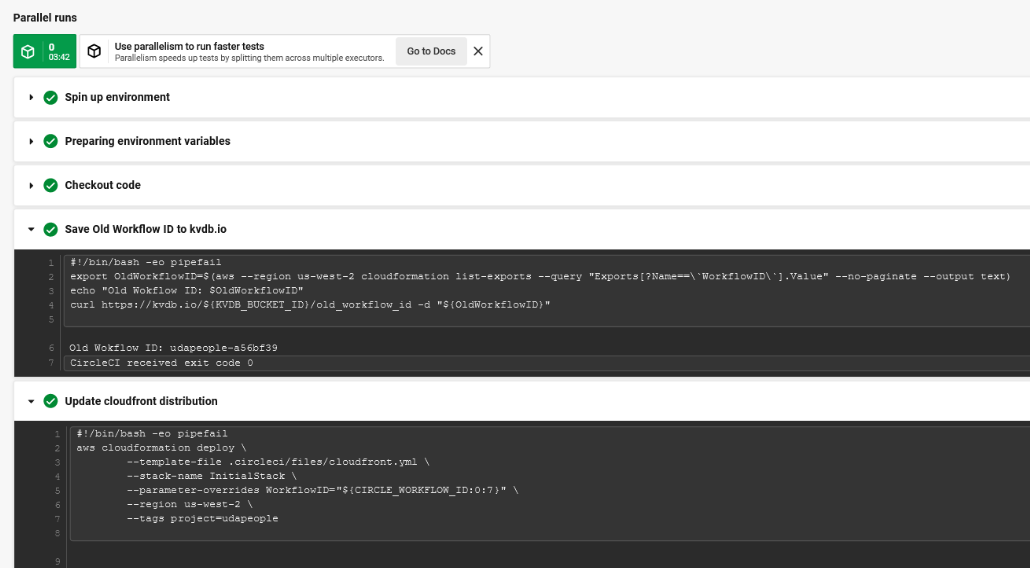 Parallel runs
0
03:42
Use parallelism to run faster tests
Parallelism speeds up tests by splitting them across multiple executors.
Go to Docs
Spin up environment
Preparing environment variables
Checkout code
Save Old Workflow ID to kvdb.io
1 #!/bin/bash -eo pipefail
2 export OldWorkflowID=$(aws --region us-west-2 cloudformation list-exports --query "Exports[?Name==\`WorkflowID\`].Value" --no-paginate --output text)
3 echo "Old Wokflow ID: $OldWorkflowID"
4 curl https://kvdb.io/${KVDB_BUCKET_ID}/old_workflow_id -d "${OldWorkflowID}"
5
6 Old Wokflow ID: udapeople-a56bf39
7 CircleCI received exit code 0
Update cloudfront distribution
1 #!/bin/bash -eo pipefail
2 aws cloudformation deploy \
3 --template-file .circleci/files/cloudfront.yml \
4 --stack-name InitialStack \
5 --parameter-overrides WorkflowID="${CIRCLE_WORKFLOW_ID:0:7}" \
6 --region us-west-2 \
7 --tags project=udapeople
8
9